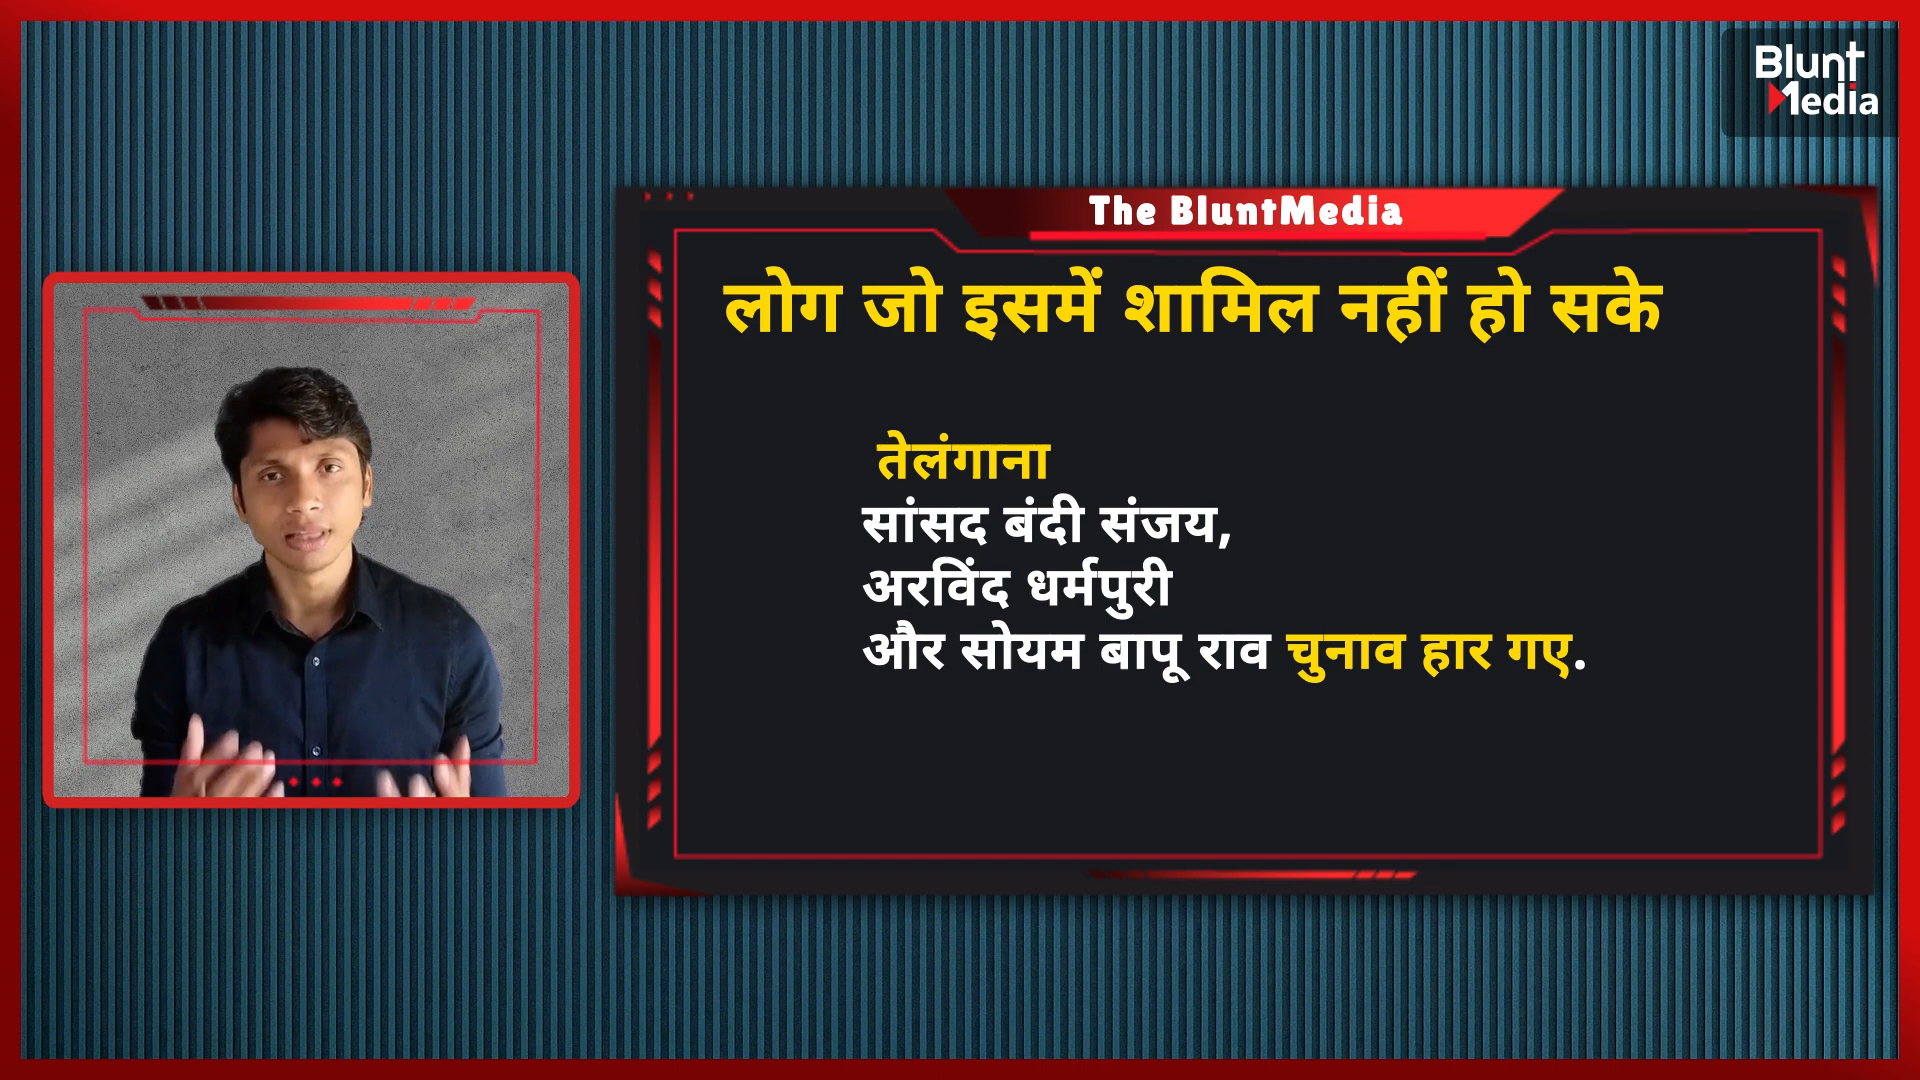 Blunt
Media
The BluntMedia
लोग जो इसमें शामिल नहीं हो सके
तेलंगाना
सांसद बंदी संजय,
अरविंद धर्मपुरी
और सोयम बापू राव चुनाव हार गए.